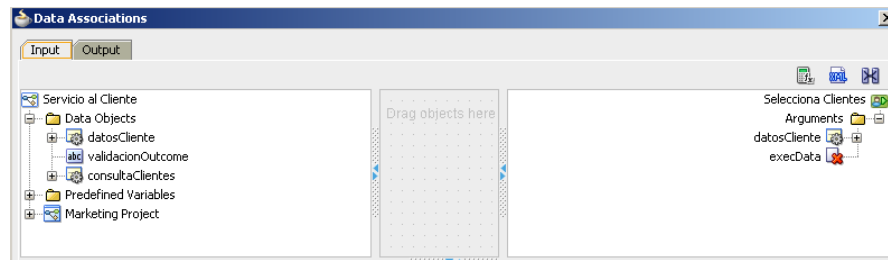 Data Associations
Input Output
Servicio al Cliente
Data Objects
datosCliente
abc validacionOutcome
consultaClientes
Predefined Variables
Marketing Project
Drag objects here
Selecciona Clientes
Arguments
datosCliente
execData